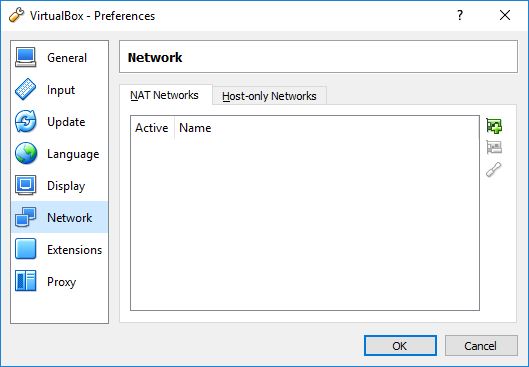 VirtualBox - Preferences
General
Input
Update
Language
Display
Network
Extensions
Proxy
Network
NAT Networks
Host-only Networks
Active Name
OK
Cancel